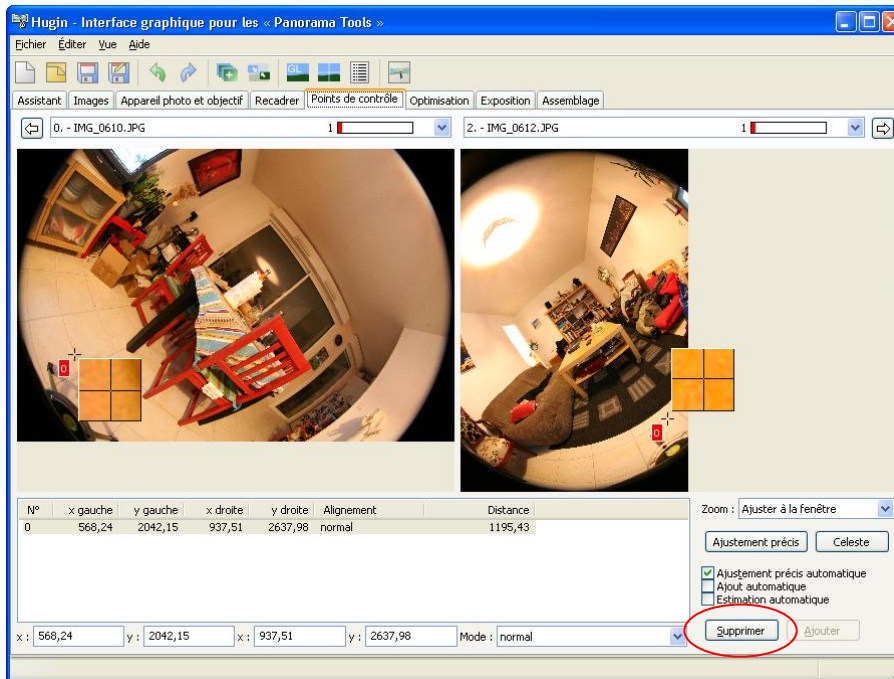 Hugin - Interface graphique pour les « Panorama Tools »
Fichier Éditer Vue Aide
GL
Assistant Images Appareil photo et objectif Recadrer Points de contrôle Optimisation Exposition Assemblage
0. - IMG_0610.JPG 1 2. - IMG_0612.JPG 1
0
0
N° x gauche y gauche x droite y droite Alignement Distance
0 568,24 2042,15 937,51 2637,98 normal 1195,43
Zoom : Ajuster à la fenêtre
Ajustement précis Celeste
Ajustement précis automatique
Ajout automatique
Estimation automatique
Supprimer Ajouter
x : 568,24 y : 2042,15 x : 937,51 y : 2637,98 Mode : normal